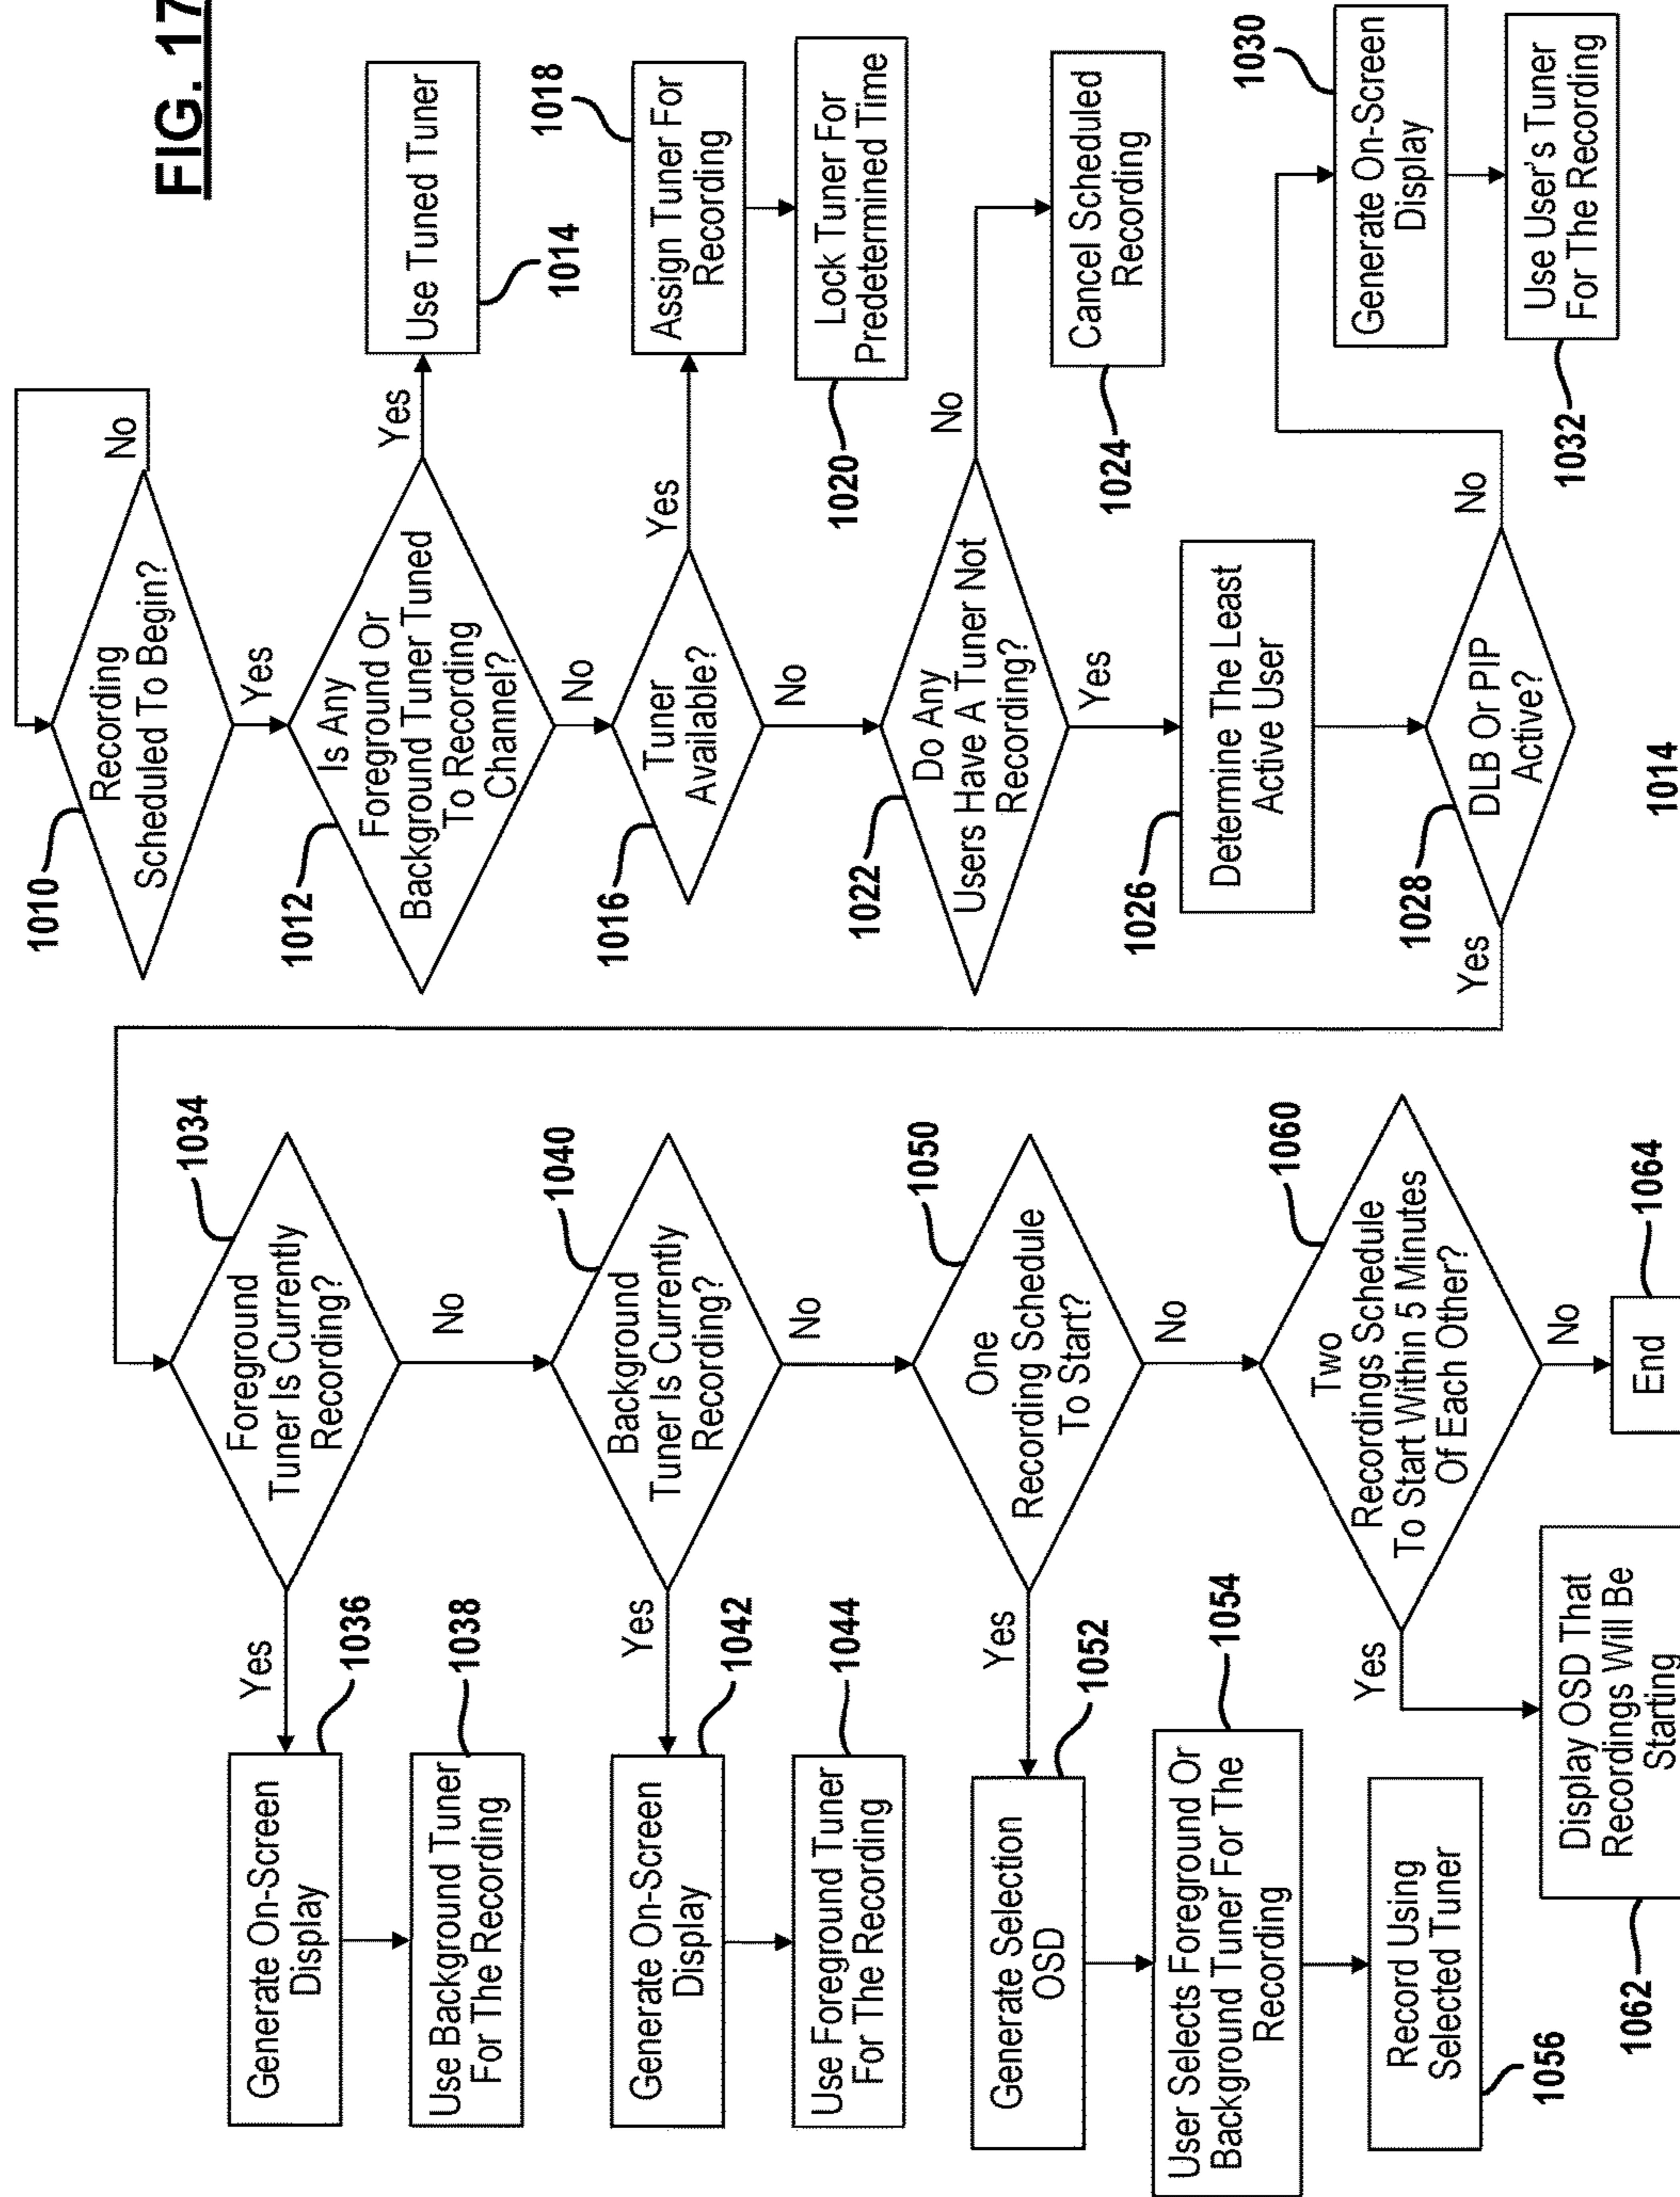 FIG. 17
1010
Recording
Scheduled To Begin?
No
Yes
1012
Is Any
Foreground Or
Background Tuner Tuned
To Recording
Channel?
Yes
Use Tuned Tuner
1014
No
1016
Tuner
Available?
Yes
1018
Assign Tuner For
Recording
Lock Tuner For
Predetermined Time
1020
No
1022
Do Any
Users Have A Tuner Not
Recording?
No
Cancel Scheduled
Recording
1024
Yes
1026
Determine The Least
Active User
1028
DLB Or PIP
Active?
No
1030
Generate On-Screen
Display
Use User's Tuner
For The Recording
1032
Yes
1014
1034
Foreground
Tuner Is Currently
Recording?
Yes
Generate On-Screen
Display
1036
Use Background Tuner
For The Recording
1038
No
1040
Background
Tuner Is Currently
Recording?
Yes
Generate On-Screen
Display
1042
Use Foreground Tuner
For The Recording
1044
No
1050
One
Recording Schedule
To Start?
Yes
Generate Selection
OSD
1052
User Selects Foreground Or
Background Tuner For The
Recording
1054
Record Using
Selected Tuner
1056
No
1060
Two
Recordings Schedule
To Start Within 5 Minutes
Of Each Other?
Yes
Display OSD That
Recordings Will Be
Starting
1062
No
End
1064